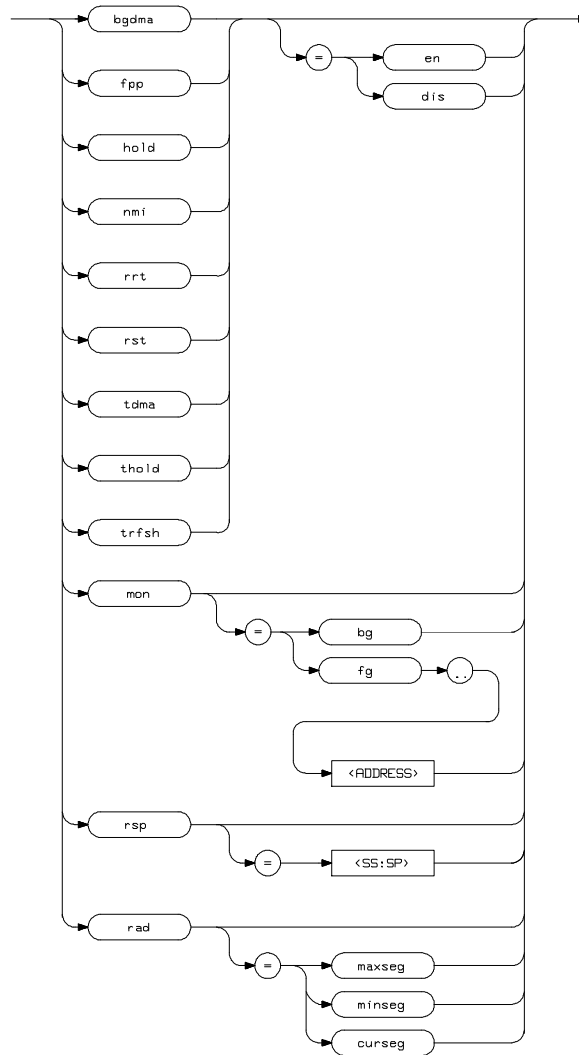 bgdma
= en
fpp
dis
hold
nmi
rrt
rst
tdma
thold
trfsh
mon
= bg
fg ..
<ADDRESS>
rsp
= <SS:SP>
rad
= maxseg
minseg
curseg